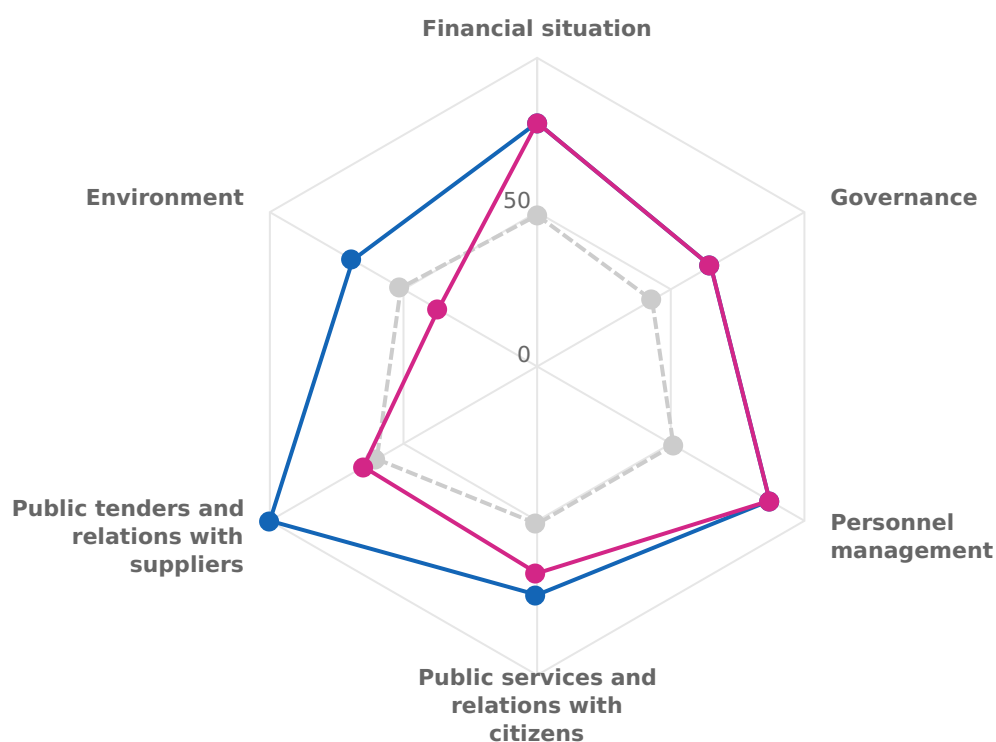 Financial situation
Environment
Governance
50
0
Public tenders and
relations with
suppliers
Personnel
management
Public services and
relations with
citizens